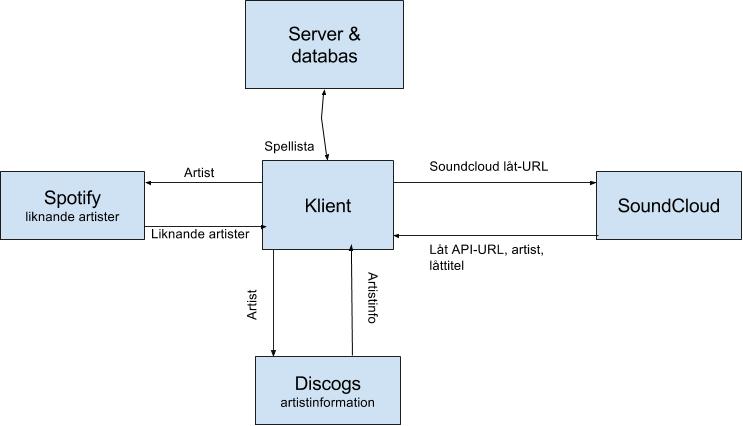 Server &
databas
Spellista
Artist
Soundcloud låt-URL
Spotify
liknande artister
Klient
SoundCloud
Liknande artister
Låt API-URL, artist,
låttitel
Artist
Artistinfo
Discogs
artistinformation